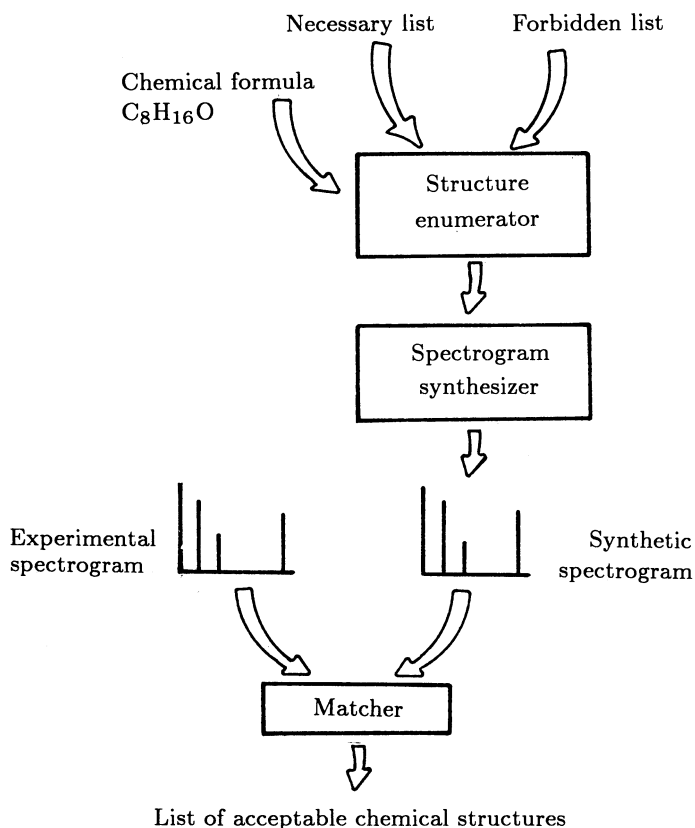 Necessary list
Forbidden list
Chemical formula
C₈H₁₆O
Structure
enumerator
Spectrogram
synthesizer
Experimental
spectrogram
Synthetic
spectrogram
Matcher
List of acceptable chemical structures